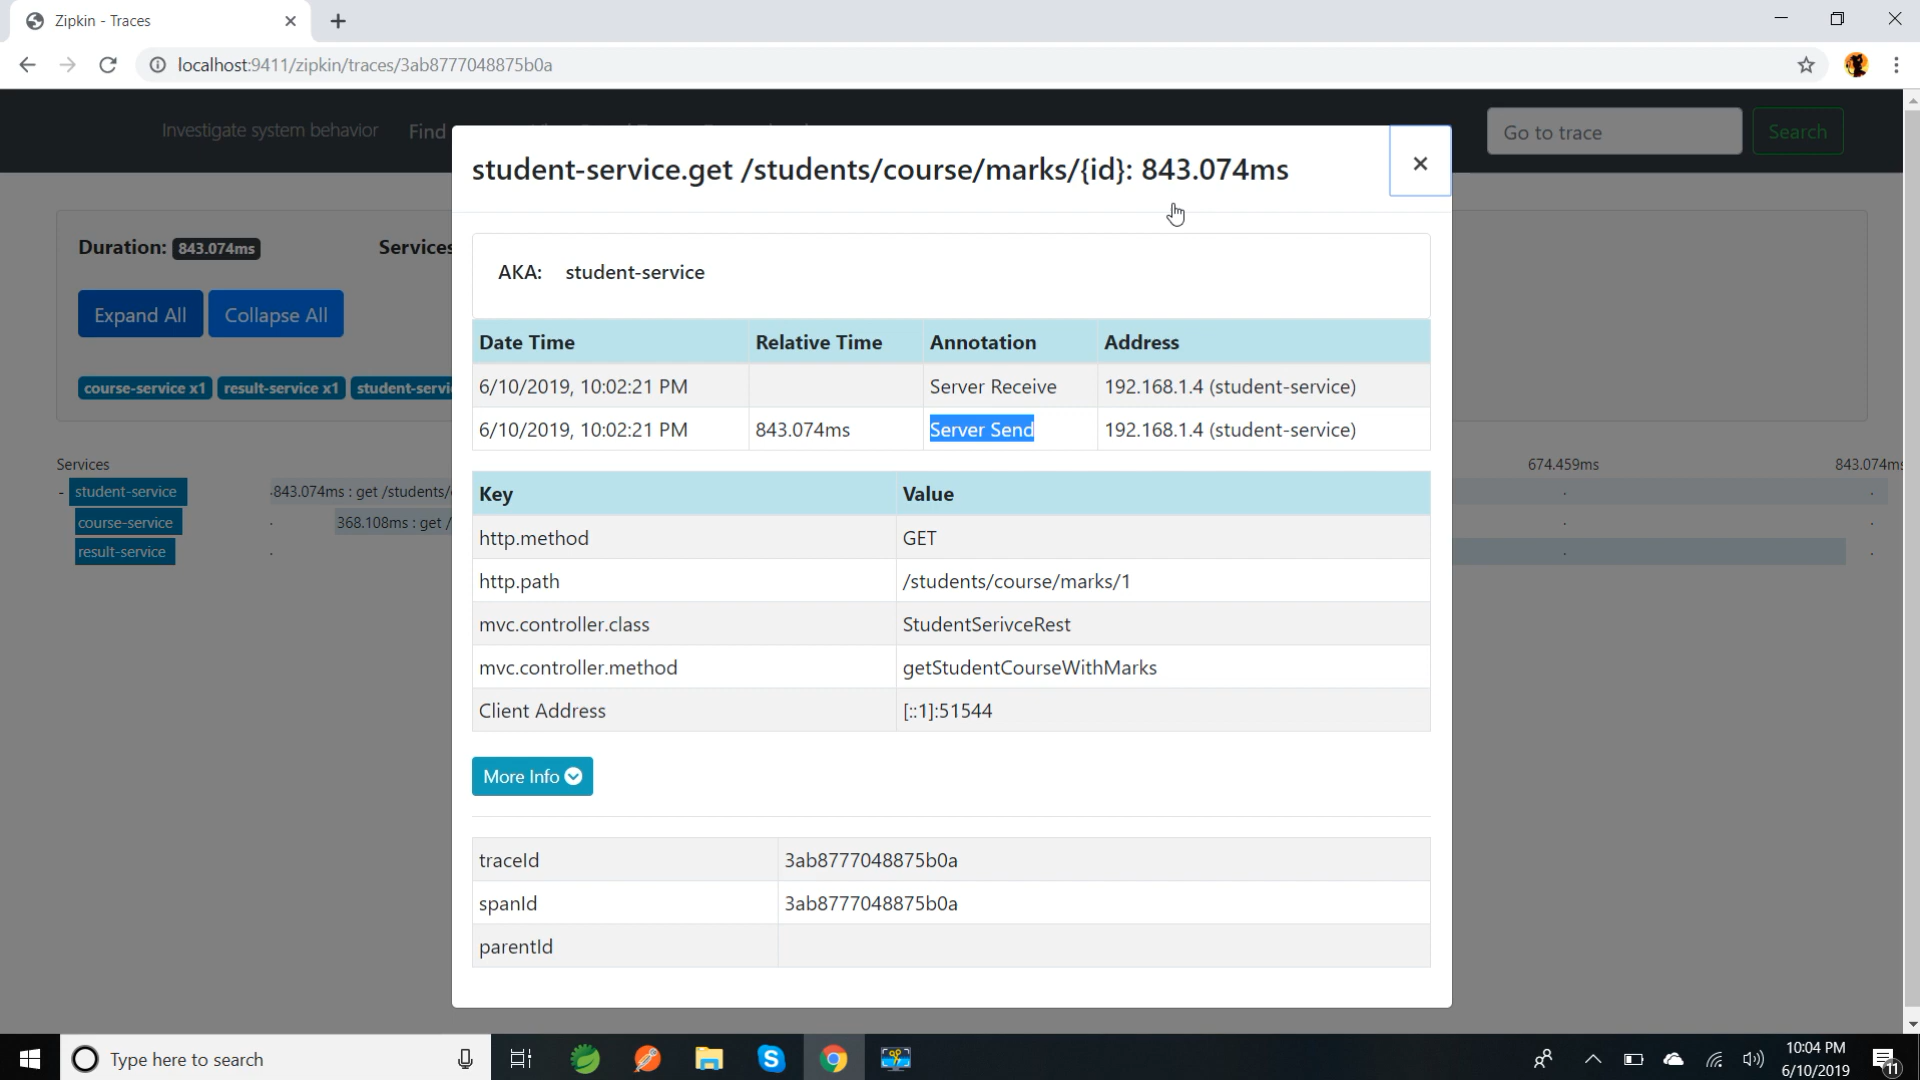 Zipkin - Traces
localhost:9411/zipkin/traces/3ab8777048875b0a
Investigate system behavior Find
Go to trace Search
student-service.get /students/course/marks/{id}: 843.074ms
Duration: 843.074ms Services
Expand All Collapse All
course-service x1 result-service x1
AKA: student-service
Date Time Relative Time Annotation Address
6/10/2019, 10:02:21 PM Server Receive 192.168.1.4 (student-service)
6/10/2019, 10:02:21 PM 843.074ms Server Send 192.168.1.4 (student-service)
Services 674.459ms 843.074ms
- student-service 843.074ms : get /students/
course-service 368.108ms : get /
result-service
Key Value
http.method GET
http.path /students/course/marks/1
mvc.controller.class StudentSerivceRest
mvc.controller.method getStudentCourseWithMarks
Client Address [::1]:51544
More Info
traceId 3ab8777048875b0a
spanId 3ab8777048875b0a
parentId
Type here to search
10:04 PM
6/10/2019
11